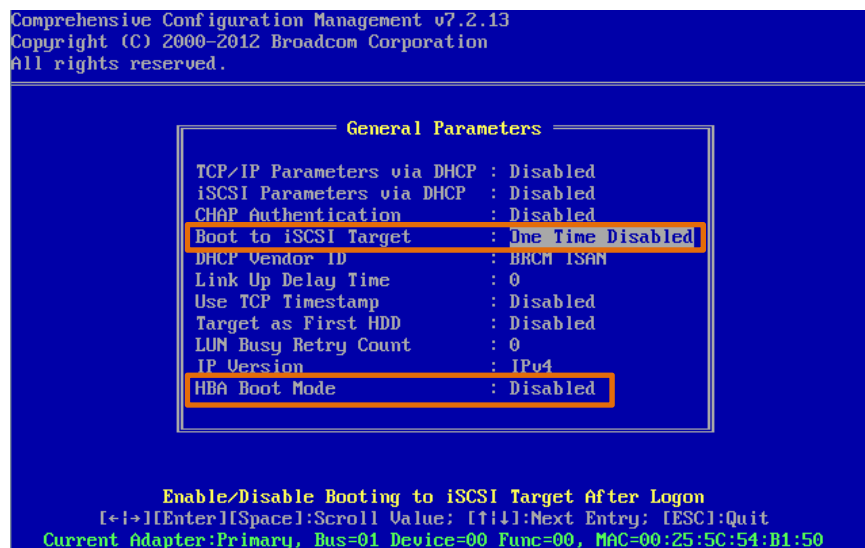 Comprehensive Configuration Management v7.2.13
Copyright (C) 2000-2012 Broadcom Corporation
All rights reserved.
General Parameters
TCP/IP Parameters via DHCP : Disabled
iSCSI Parameters via DHCP : Disabled
CHAP Authentication : Disabled
Boot to iSCSI Target : One Time Disabled
DHCP Vendor ID : BRCM ISAN
Link Up Delay Time : 0
Use TCP Timestamp : Disabled
Target as First HDD : Disabled
LUN Busy Retry Count : 0
IP Version : IPv4
HBA Boot Mode : Disabled
Enable/Disable Booting to iSCSI Target After Logon
[←|→][Enter][Space]:Scroll Value; [↑|↓]:Next Entry; [ESC]:Quit
Current Adapter:Primary, Bus=01 Device=00 Func=00, MAC=00:25:5C:54:B1:50